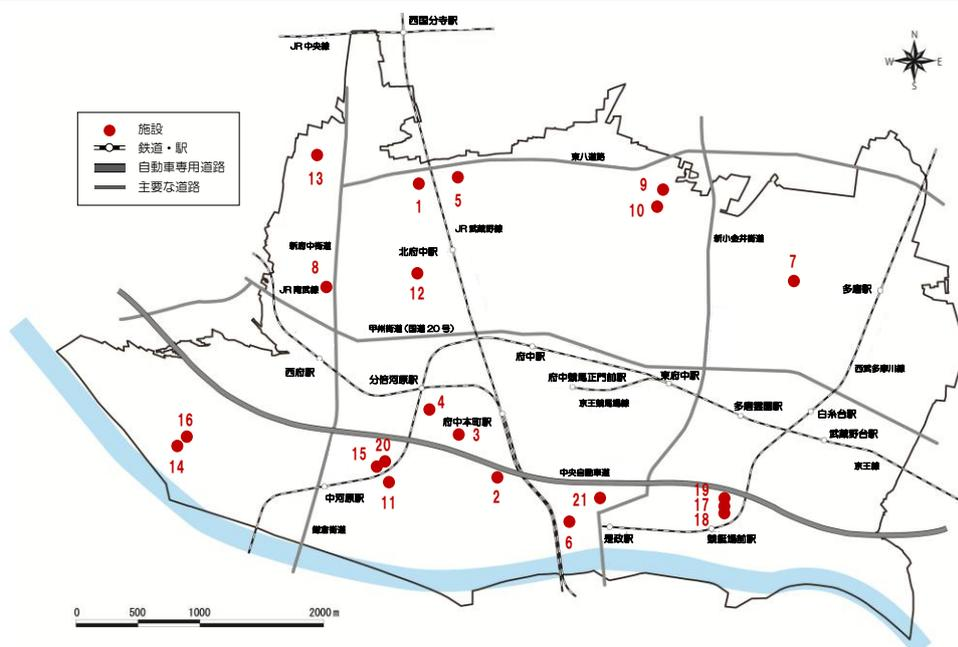 西国分寺駅
JR中央線
N
W E
S
施設
鉄道・駅
自動車専用道路
主要な道路
東八道路
13
1
5
9
10
JR武蔵野線
新府中街道
北府中駅
新小金井街道
8
7
JR南武線
12
多磨駅
甲州街道(国道20号)
府中駅
西府駅
分倍河原駅
府中競馬正門前駅
東府中駅
西武多摩川線
京王競馬場線
4
多磨霊園駅
白糸台駅
府中本町駅
3
武蔵野台駅
16
14
20
15
京王線
中央自動車道
11
2
中河原駅
21
19
17
18
鎌倉街道
6
是政駅
競艇場前駅
0 500 1000 2000m